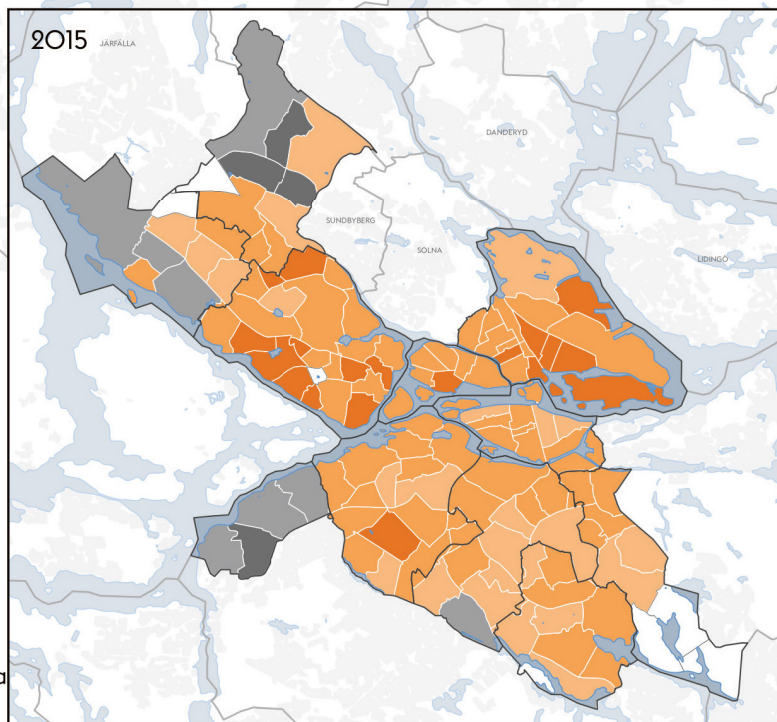 2015
JÄRFÄLLA
DANDERYD
SUNDBYBERG
SOLNA
LIDINGÖ
a